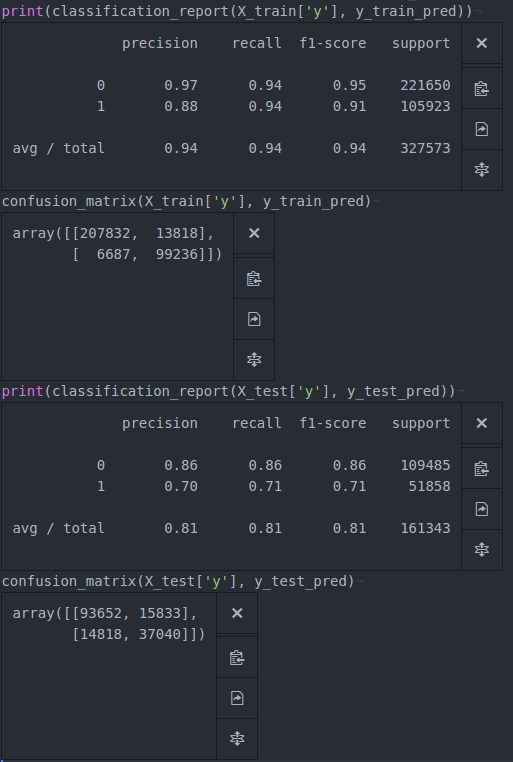 print(classification_report(X_train['y'], y_train_pred))¬
precision recall f1-score support
0 0.97 0.94 0.95 221650
1 0.88 0.94 0.91 105923
avg / total 0.94 0.94 0.94 327573
confusion_matrix(X_train['y'], y_train_pred)¬
array([[207832, 13818],
[ 6687, 99236]])
print(classification_report(X_test['y'], y_test_pred))¬
precision recall f1-score support
0 0.86 0.86 0.86 109485
1 0.70 0.71 0.71 51858
avg / total 0.81 0.81 0.81 161343
confusion_matrix(X_test['y'], y_test_pred)¬
array([[93652, 15833],
[14818, 37040]])